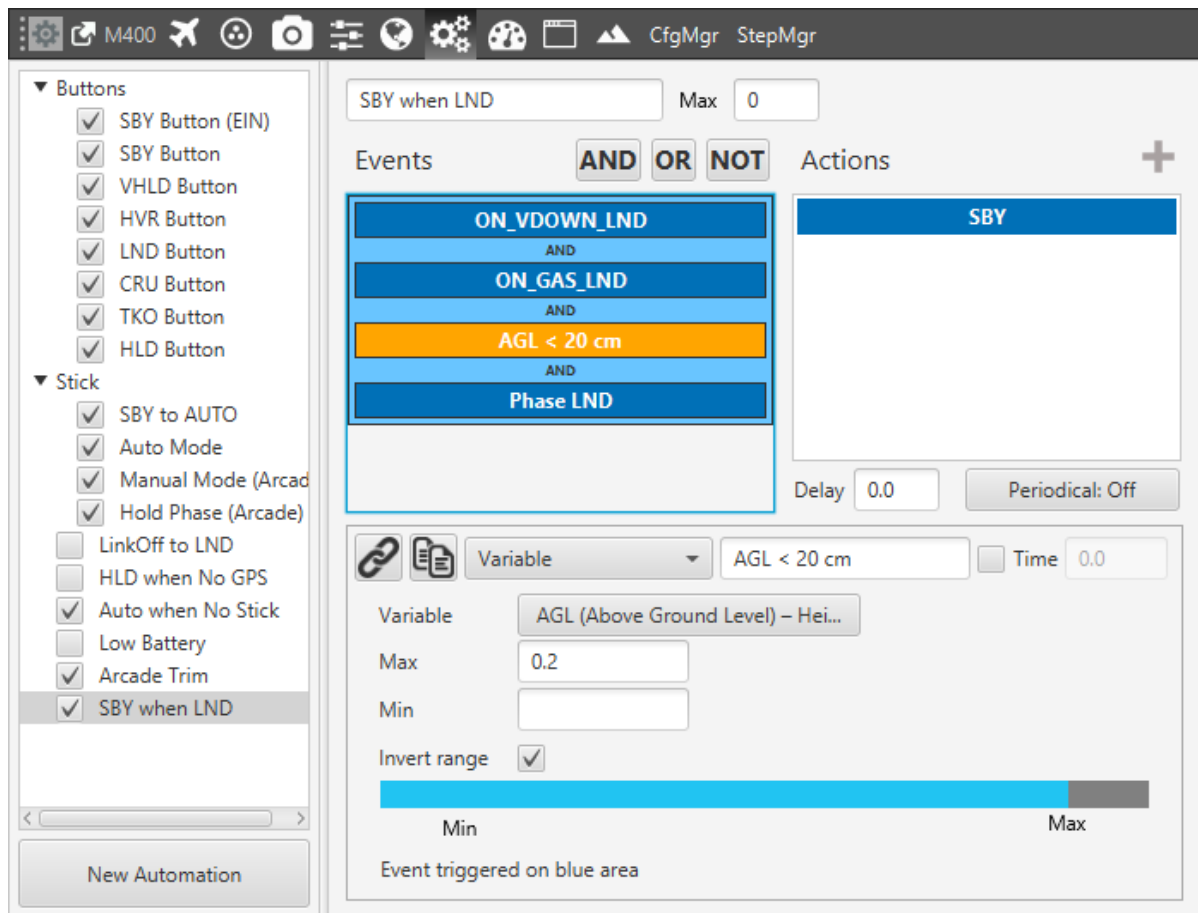 M400 CfgMgr StepMgr
Buttons
SBY Button (EIN)
SBY Button
VHLD Button
HVR Button
LND Button
CRU Button
TKO Button
HLD Button
Stick
SBY to AUTO
Auto Mode
Manual Mode (Arcad
Hold Phase (Arcade)
LinkOff to LND
HLD when No GPS
Auto when No Stick
Low Battery
Arcade Trim
SBY when LND
New Automation
SBY when LND Max 0
Events AND OR NOT Actions
ON_VDOWN_LND
AND
ON_GAS_LND
AND
AGL < 20 cm
AND
Phase LND
SBY
Delay 0.0 Periodical: Off
Variable AGL < 20 cm Time 0.0
Variable AGL (Above Ground Level) – Hei...
Max 0.2
Min
Invert range
Min Max
Event triggered on blue area